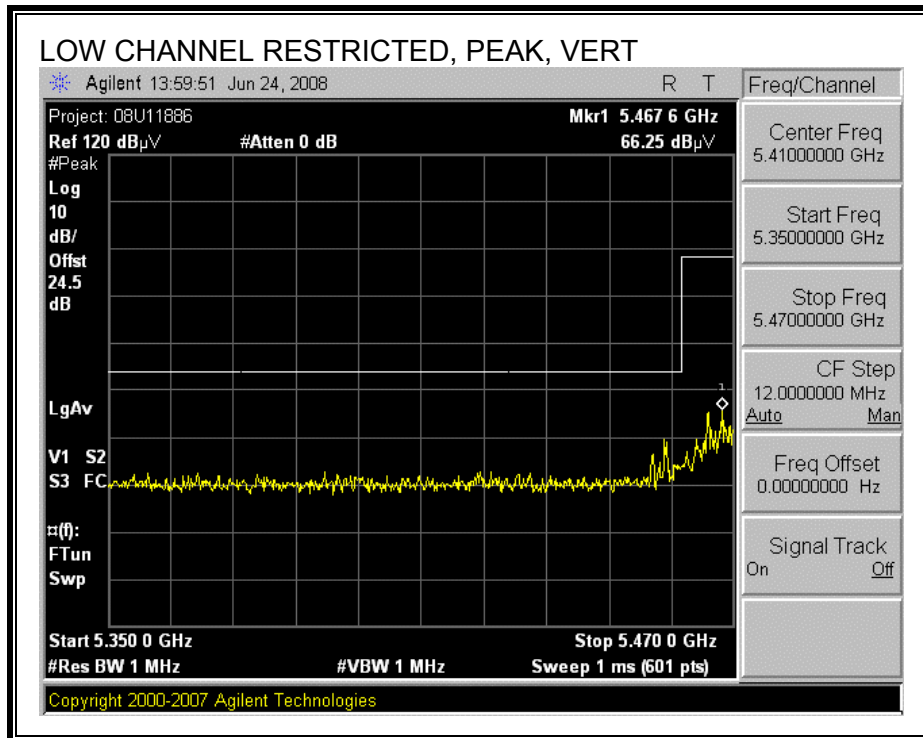 LOW CHANNEL RESTRICTED, PEAK, VERT
Agilent 13:59:51 Jun 24, 2008 R T
Freq/Channel
Project: 08U11886 Mkr1 5.467 6 GHz
Ref 120 dBµV #Atten 0 dB 66.25 dBµV
#Peak
Log
10
dB/
Offst
24.5
dB
1
LgAv
V1 S2
S3 FC
¤(f):
FTun
Swp
Start 5.350 0 GHz Stop 5.470 0 GHz
#Res BW 1 MHz #VBW 1 MHz Sweep 1 ms (601 pts)
Copyright 2000-2007 Agilent Technologies
Center Freq
5.41000000 GHz
Start Freq
5.35000000 GHz
Stop Freq
5.47000000 GHz
CF Step
12.0000000 MHz
Auto Man
Freq Offset
0.00000000 Hz
Signal Track
On Off